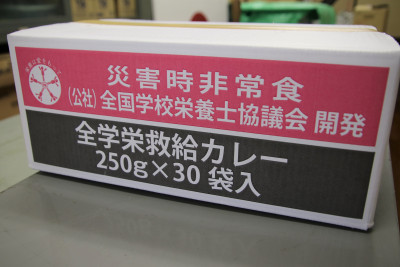 災害時非常食
(公社)全国学校栄養士協議会 開発
全学栄救給カレー
250g×30袋入